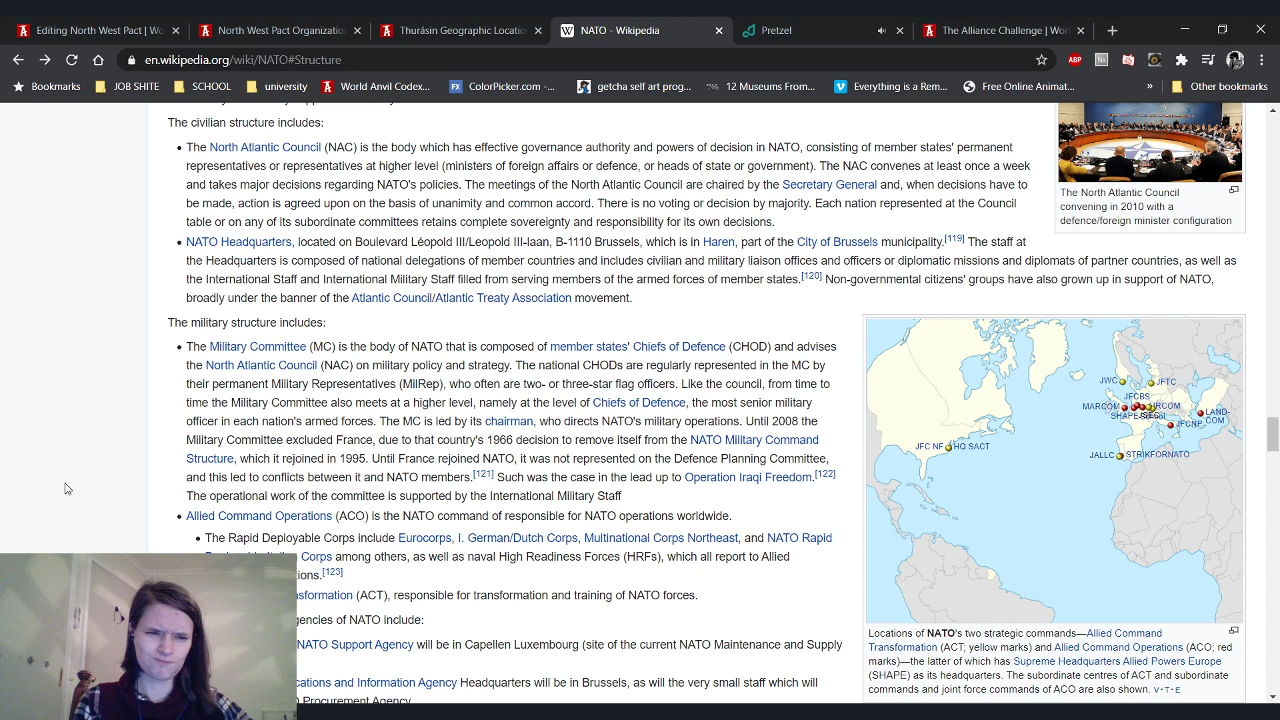 Editing North West Pact | Wo
North West Pact Organizatio
Thurásin Geographic Locatio
NATO - Wikipedia
Pretzel
The Alliance Challenge | Wor
en.wikipedia.org/wiki/NATO#Structure
Bookmarks
JOB SHITE
SCHOOL
university
World Anvil Codex...
ColorPicker.com -...
getcha self art prog...
12 Museums From...
Everything is a Rem...
Free Online Animat...
»
Other bookmarks
The civilian structure includes:
The North Atlantic Council (NAC) is the body which has effective governance authority and powers of decision in NATO, consisting of member states' permanent
representatives or representatives at higher level (ministers of foreign affairs or defence, or heads of state or government). The NAC convenes at least once a week
and takes major decisions regarding NATO's policies. The meetings of the North Atlantic Council are chaired by the Secretary General and, when decisions have to
be made, action is agreed upon on the basis of unanimity and common accord. There is no voting or decision by majority. Each nation represented at the Council
table or on any of its subordinate committees retains complete sovereignty and responsibility for its own decisions.
NATO Headquarters, located on Boulevard Léopold III/Leopold III-laan, B-1110 Brussels, which is in Haren, part of the City of Brussels municipality.[119] The staff at
the Headquarters is composed of national delegations of member countries and includes civilian and military liaison offices and officers or diplomatic missions and diplomats of partner countries, as well as
the International Staff and International Military Staff filled from serving members of the armed forces of member states.[120] Non-governmental citizens' groups have also grown up in support of NATO,
broadly under the banner of the Atlantic Council/Atlantic Treaty Association movement.
The North Atlantic Council
convening in 2010 with a
defence/foreign minister configuration
The military structure includes:
The Military Committee (MC) is the body of NATO that is composed of member states' Chiefs of Defence (CHOD) and advises
the North Atlantic Council (NAC) on military policy and strategy. The national CHODs are regularly represented in the MC by
their permanent Military Representatives (MilRep), who often are two- or three-star flag officers. Like the council, from time to
time the Military Committee also meets at a higher level, namely at the level of Chiefs of Defence, the most senior military
officer in each nation's armed forces. The MC is led by its chairman, who directs NATO's military operations. Until 2008 the
Military Committee excluded France, due to that country's 1966 decision to remove itself from the NATO Military Command
Structure, which it rejoined in 1995. Until France rejoined NATO, it was not represented on the Defence Planning Committee,
and this led to conflicts between it and NATO members.[121] Such was the case in the lead up to Operation Iraqi Freedom.[122]
The operational work of the committee is supported by the International Military Staff
Allied Command Operations (ACO) is the NATO command of responsible for NATO operations worldwide.
The Rapid Deployable Corps include Eurocorps, I. German/Dutch Corps, Multinational Corps Northeast, and NATO Rapid
Corps among others, as well as naval High Readiness Forces (HRFs), which all report to Allied
ions.[123]
nsformation (ACT), responsible for transformation and training of NATO forces.
gencies of NATO include:
NATO Support Agency will be in Capellen Luxembourg (site of the current NATO Maintenance and Supply
cations and Information Agency Headquarters will be in Brussels, as will the very small staff which will
O Procurement Agency
JWC
JFTC
JFCBS
MARCOM
SHAPE
LAND-
COM
JFCNP
JFC NF
HQ SACT
JALLC
STRIKFORNATO
Locations of NATO's two strategic commands—Allied Command
Transformation (ACT; yellow marks) and Allied Command Operations (ACO; red
marks)—the latter of which has Supreme Headquarters Allied Powers Europe
(SHAPE) as its headquarters. The subordinate centres of ACT and subordinate
commands and joint force commands of ACO are also shown. V·T·E